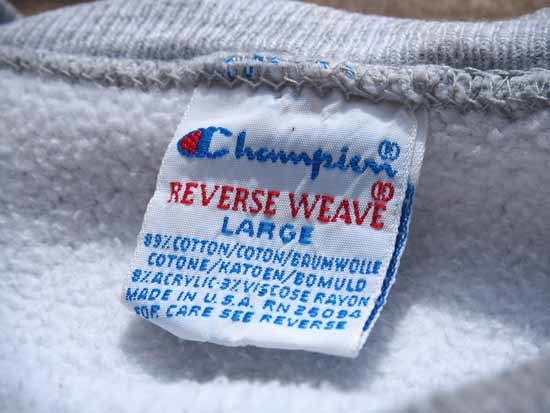 Champion®
REVERSE WEAVE®
LARGE
89% COTTON/COTON/BAUMWOLLE
COTONE/KATOEN/BOMULD
8% ACRYLIC-3% VISCOSE RAYON
MADE IN U.S.A. RN 26094
FOR CARE SEE REVERSE